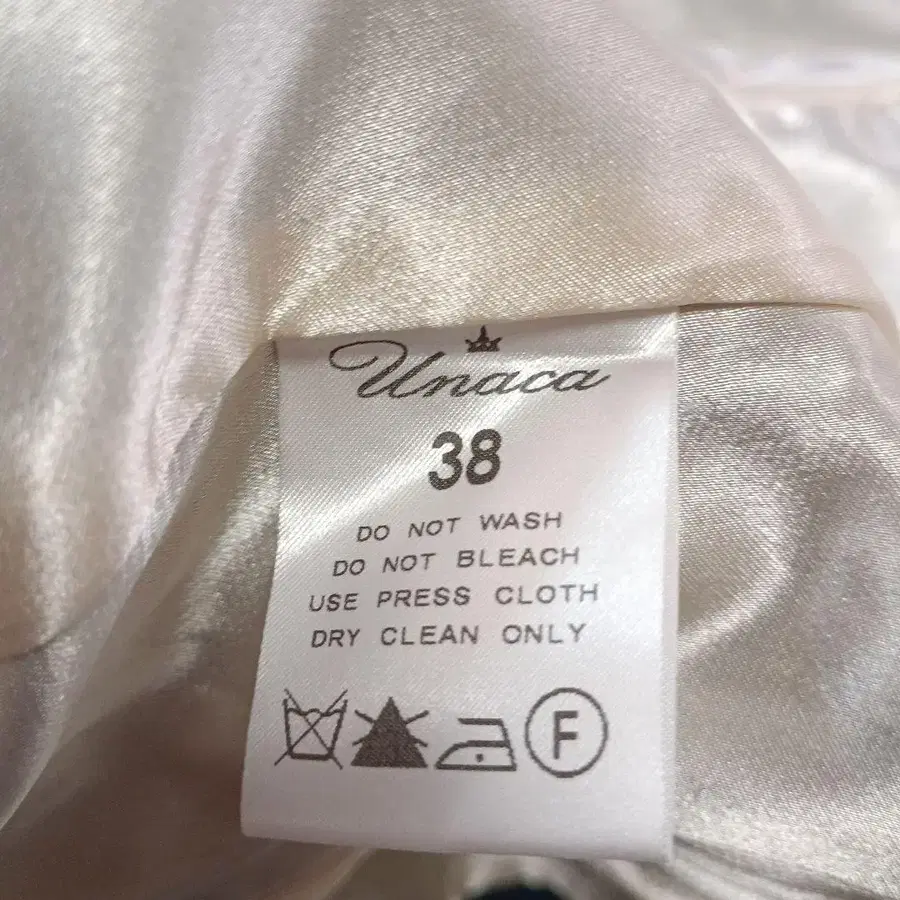 Unaca
38
DO NOT WASH
DO NOT BLEACH
USE PRESS CLOTH
DRY CLEAN ONLY
F